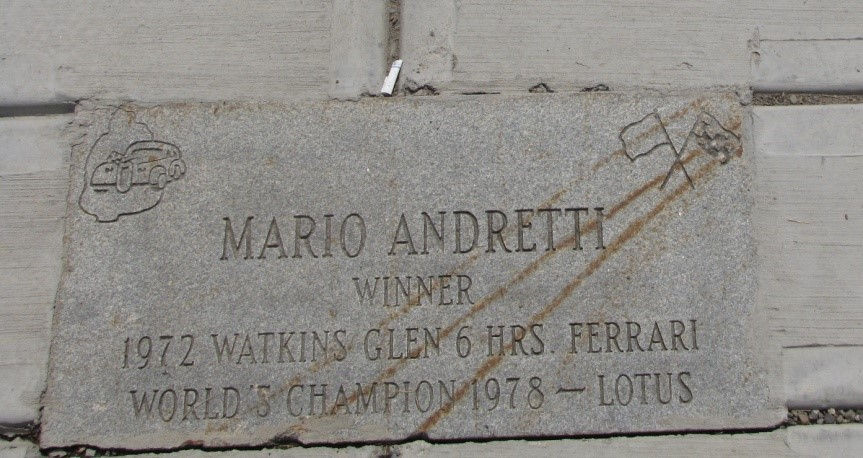 MARIO ANDRETTI
WINNER
1972 WATKINS GLEN 6 HRS. FERRARI
WORLD'S CHAMPION 1978 — LOTUS